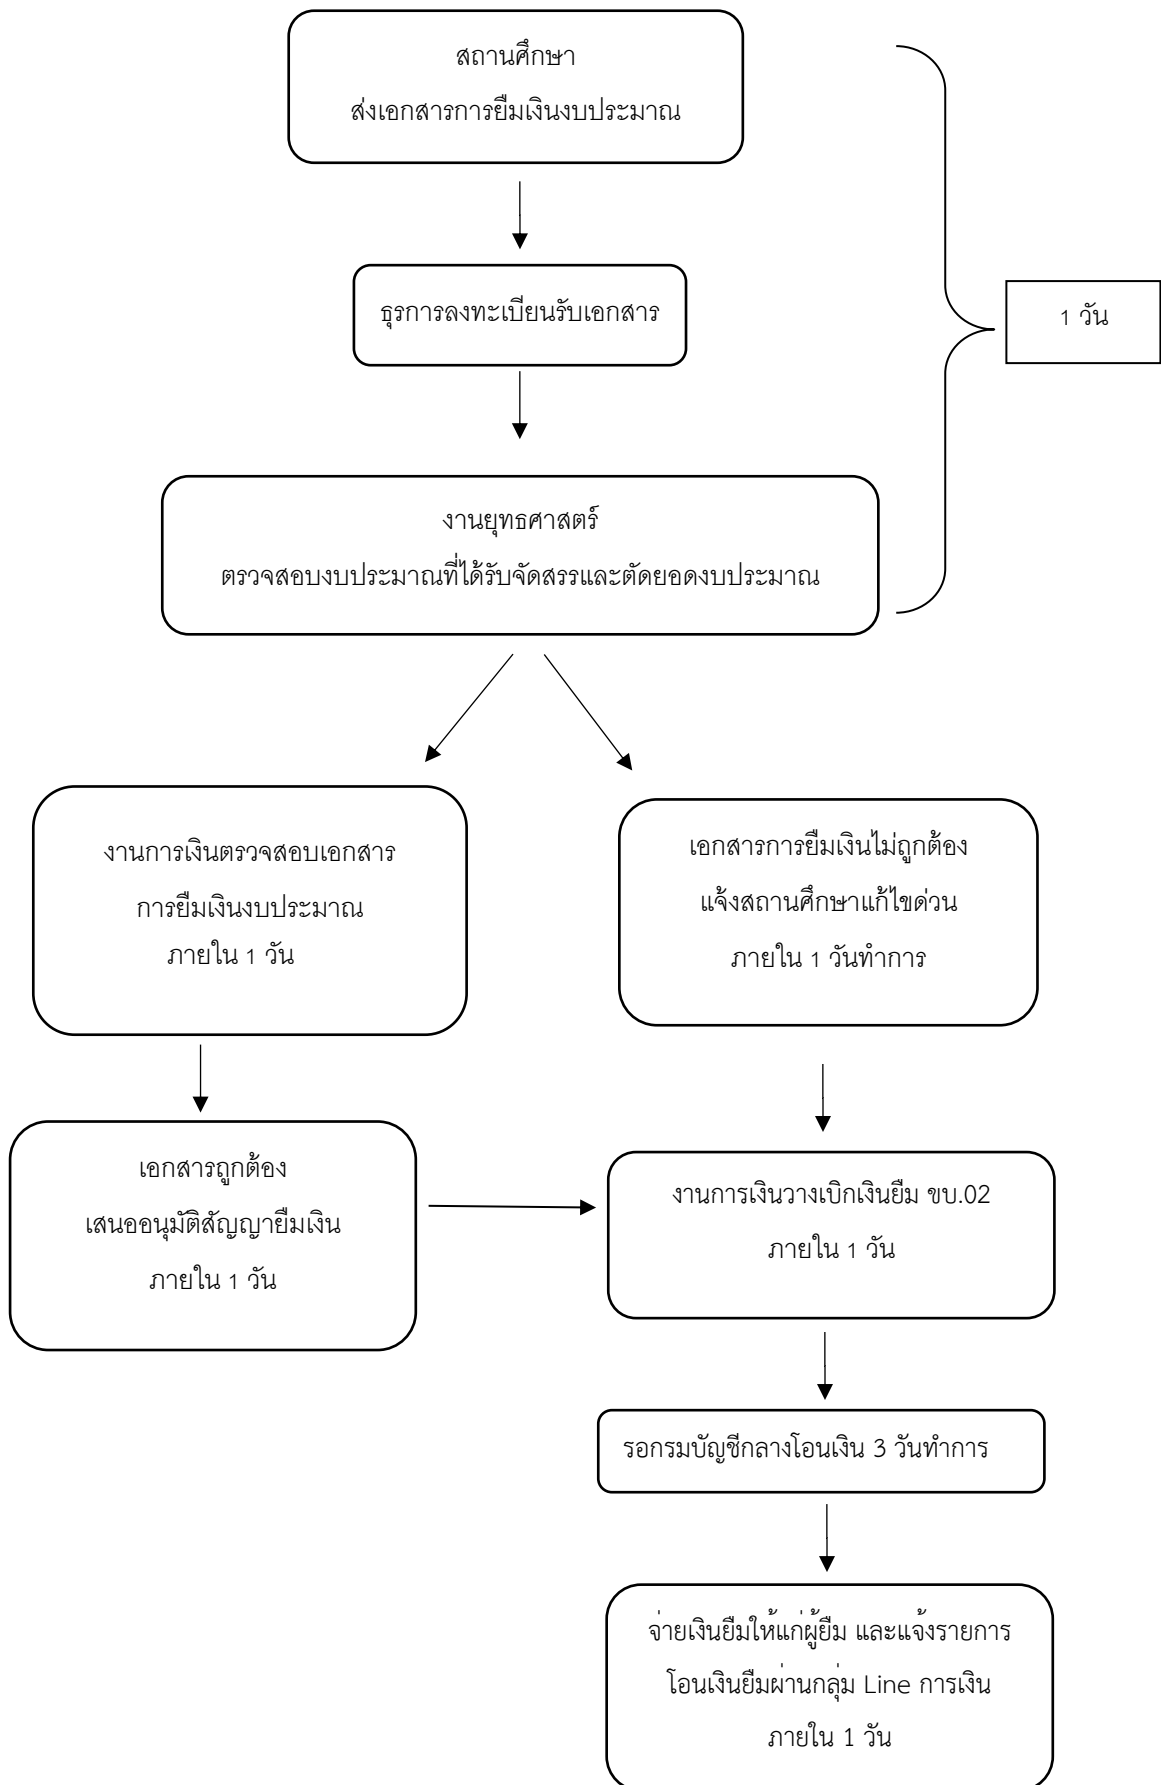 สถานศึกษา
ส่งเอกสารการยืมเงินงบประมาณ
ธุรการลงทะเบียนรับเอกสาร
1 วัน
งานยุทธศาสตร์
ตรวจสอบงบประมาณที่ได้รับจัดสรรและตัดยอดงบประมาณ
งานการเงินตรวจสอบเอกสาร
การยืมเงินงบประมาณ
ภายใน 1 วัน
เอกสารการยืมเงินไม่ถูกต้อง
แจ้งสถานศึกษาแก้ไขด่วน
ภายใน 1 วันทำการ
เอกสารถูกต้อง
เสนออนุมัติสัญญายืมเงิน
ภายใน 1 วัน
งานการเงินวางเบิกเงินยืม ขบ.02
ภายใน 1 วัน
รอกรมบัญชีกลางโอนเงิน 3 วันทำการ
จ่ายเงินยืมให้แก่ผู้ยืม และแจ้งรายการ
โอนเงินยืมผ่านกลุ่ม Line การเงิน
ภายใน 1 วัน